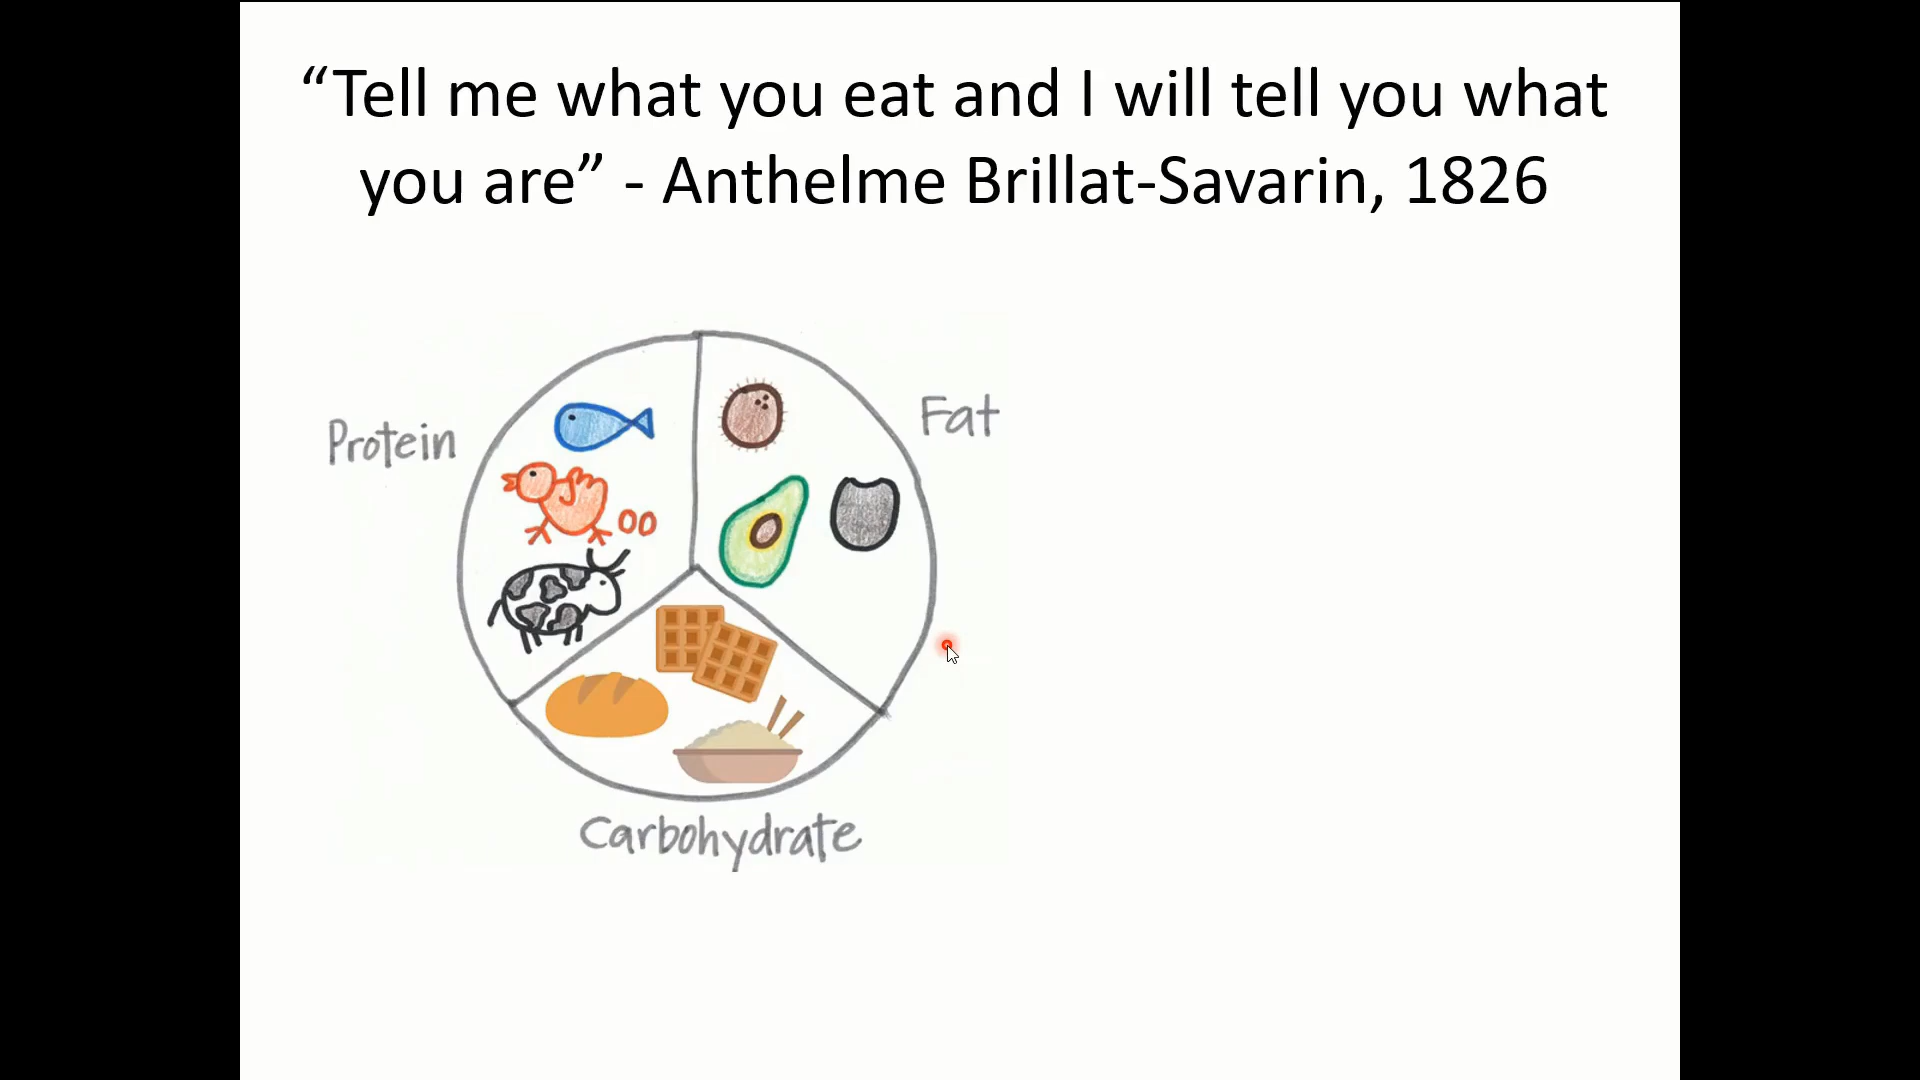 “Tell me what you eat and I will tell you what
you are” - Anthelme Brillat-Savarin, 1826
Protein
Fat
Carbohydrate